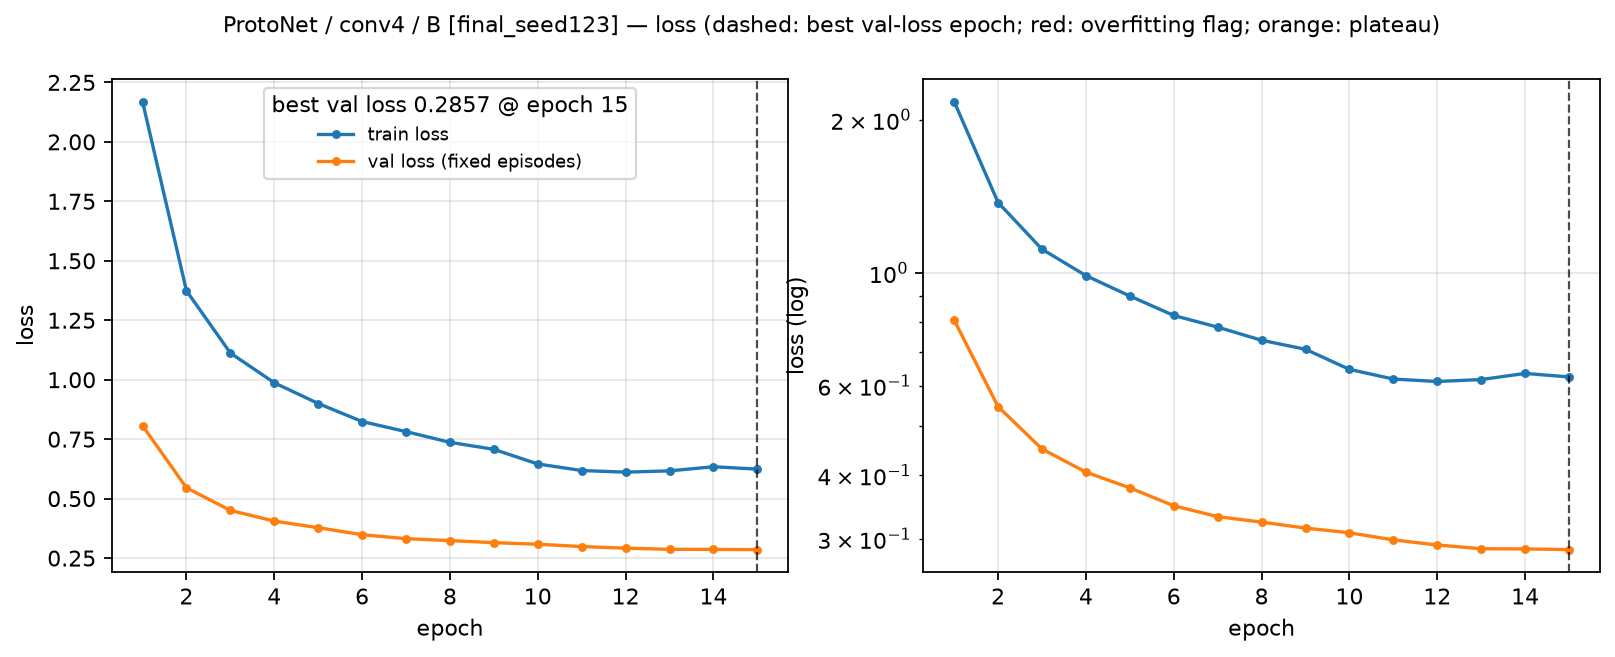 ProtoNet / conv4 / B [final_seed123] — loss (dashed: best val-loss epoch; red: overfitting flag; orange: plateau)
loss
2.25
2.00
1.75
1.50
1.25
1.00
0.75
0.50
0.25
best val loss 0.2857 @ epoch 15
train loss
val loss (fixed episodes)
2 4 6 8 10 12 14
epoch
loss (log)
2 × 10⁰
10⁰
6 × 10⁻¹
4 × 10⁻¹
3 × 10⁻¹
2 4 6 8 10 12 14
epoch